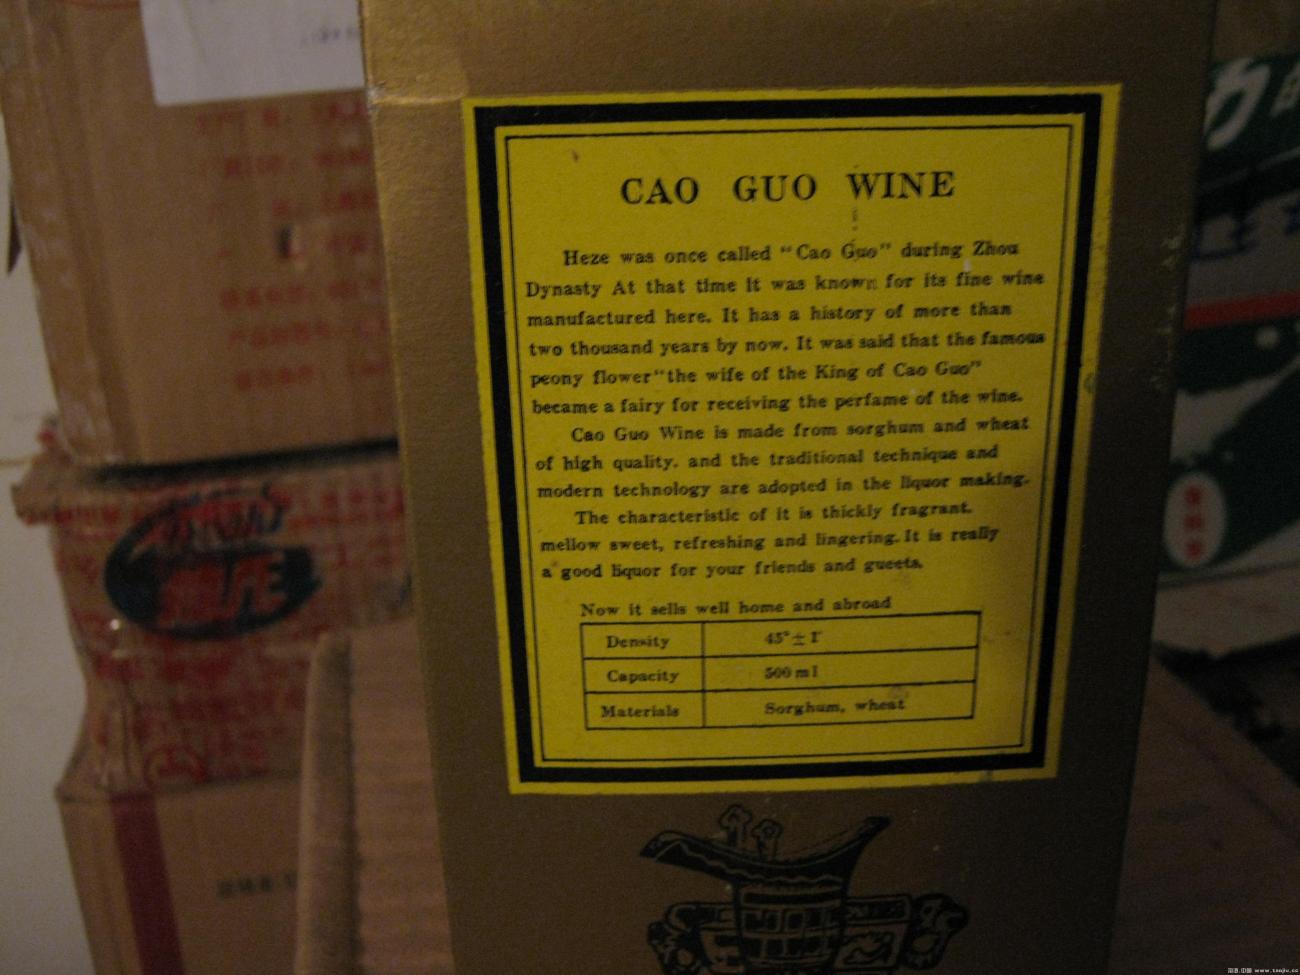 CAO GUO WINE
Heze was once called "Cao Guo" during Zhou
Dynasty At that time it was known for its fine wine
manufactured here. It has a history of more than
two thousand years by now. It was said that the famous
peony flower"the wife of the King of Cao Guo"
became a fairy for receiving the perfame of the wine.
Cao Guo Wine is made from sorghum and wheat
of high quality. and the traditional technique and
modern technology are adopted in the liquor making.
The characteristic of it is thickly fragrant.
mellow sweet, refreshing and lingering. It is really
a good liquor for your friends and gueets.
Now it sells well home and abroad
Density 45°±1°
Capacity 500ml
Materials Sorghum, wheat
www.taojiu.cc